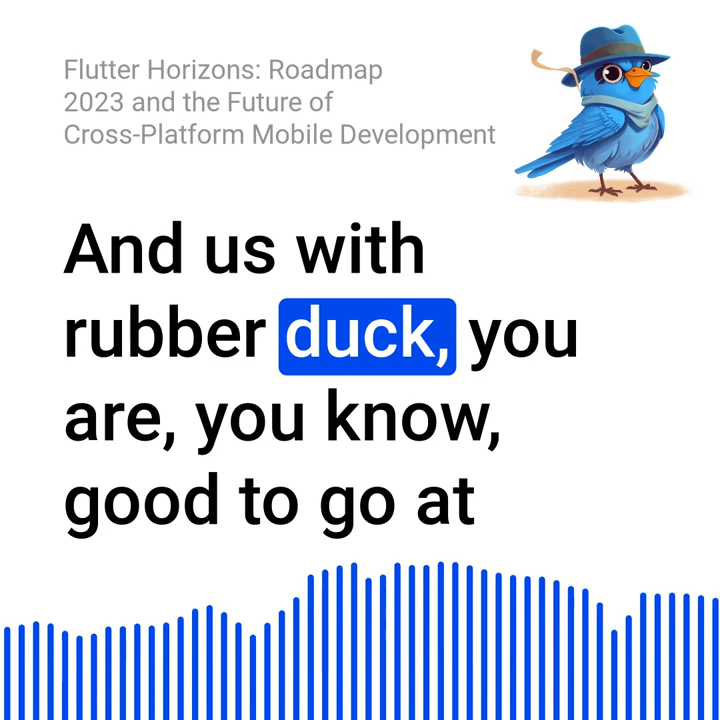 Flutter Horizons: Roadmap
2023 and the Future of
Cross-Platform Mobile Development
And us with
rubber duck, you
are, you know,
good to go at